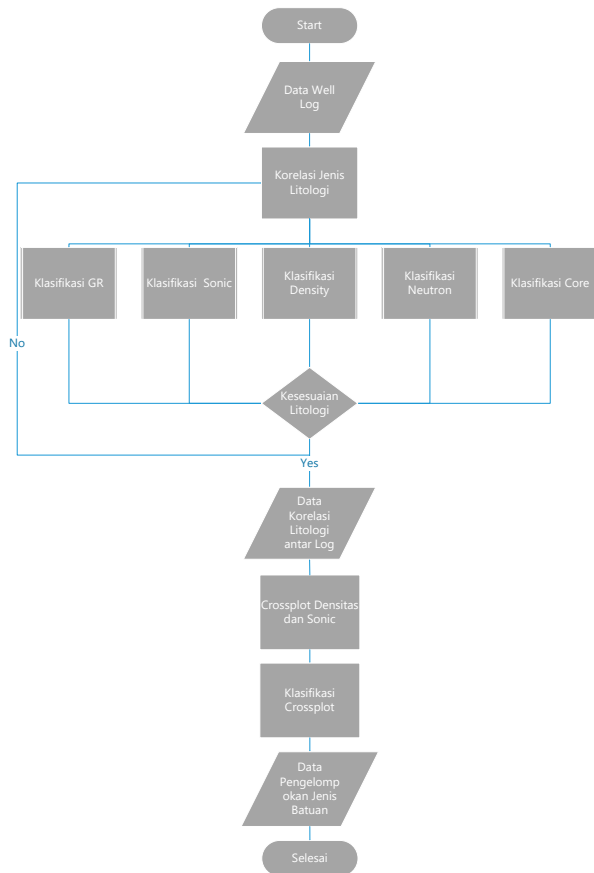 Start
Data Well
Log
Korelasi Jenis
Litologi
Klasifikasi GR
Klasifikasi Sonic
Klasifikasi
Density
Klasifikasi
Neutron
Klasifikasi Core
No
Kesesuaian
Litologi
Yes
Data
Korelasi
Litologi
antar Log
Crossplot Densitas
dan Sonic
Klasifikasi
Crossplot
Data
Pengelomp
okan Jenis
Batuan
Selesai